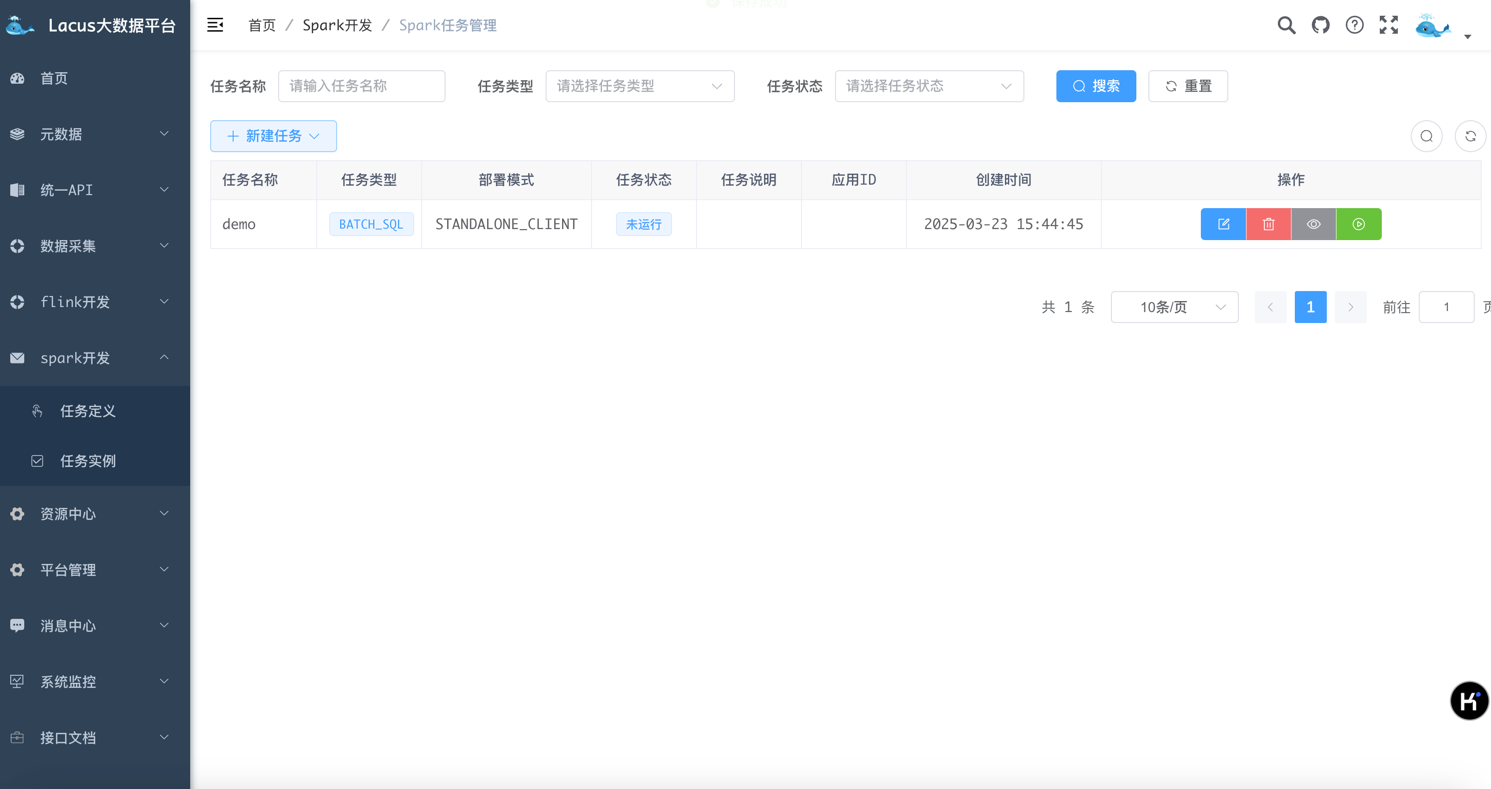 Lacus大数据平台
首页 / Spark开发 / Spark任务管理
操作成功
首页
元数据
统一API
数据采集
flink开发
spark开发
任务定义
任务实例
资源中心
平台管理
消息中心
系统监控
接口文档
任务名称 请输入任务名称 任务类型 请选择任务类型 任务状态 请选择任务状态 搜索 重置
新建任务
任务名称 任务类型 部署模式 任务状态 任务说明 应用ID 创建时间 操作
demo BATCH_SQL STANDALONE_CLIENT 未运行 2025-03-23 15:44:45
共 1 条 10条/页 1 前往 1 页
K